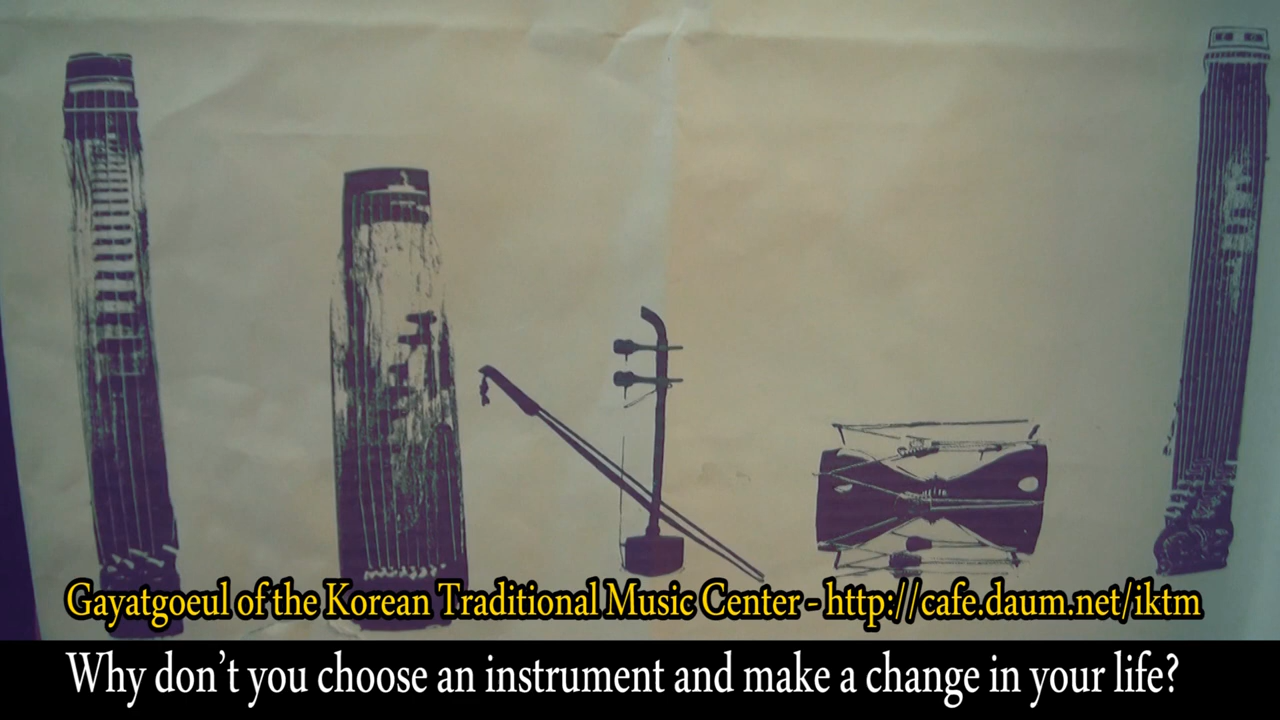 Gayatgoeul of the Korean Traditional Music Center - http://cafe.daum.net/iktm
Why don't you choose an instrument and make a change in your life?